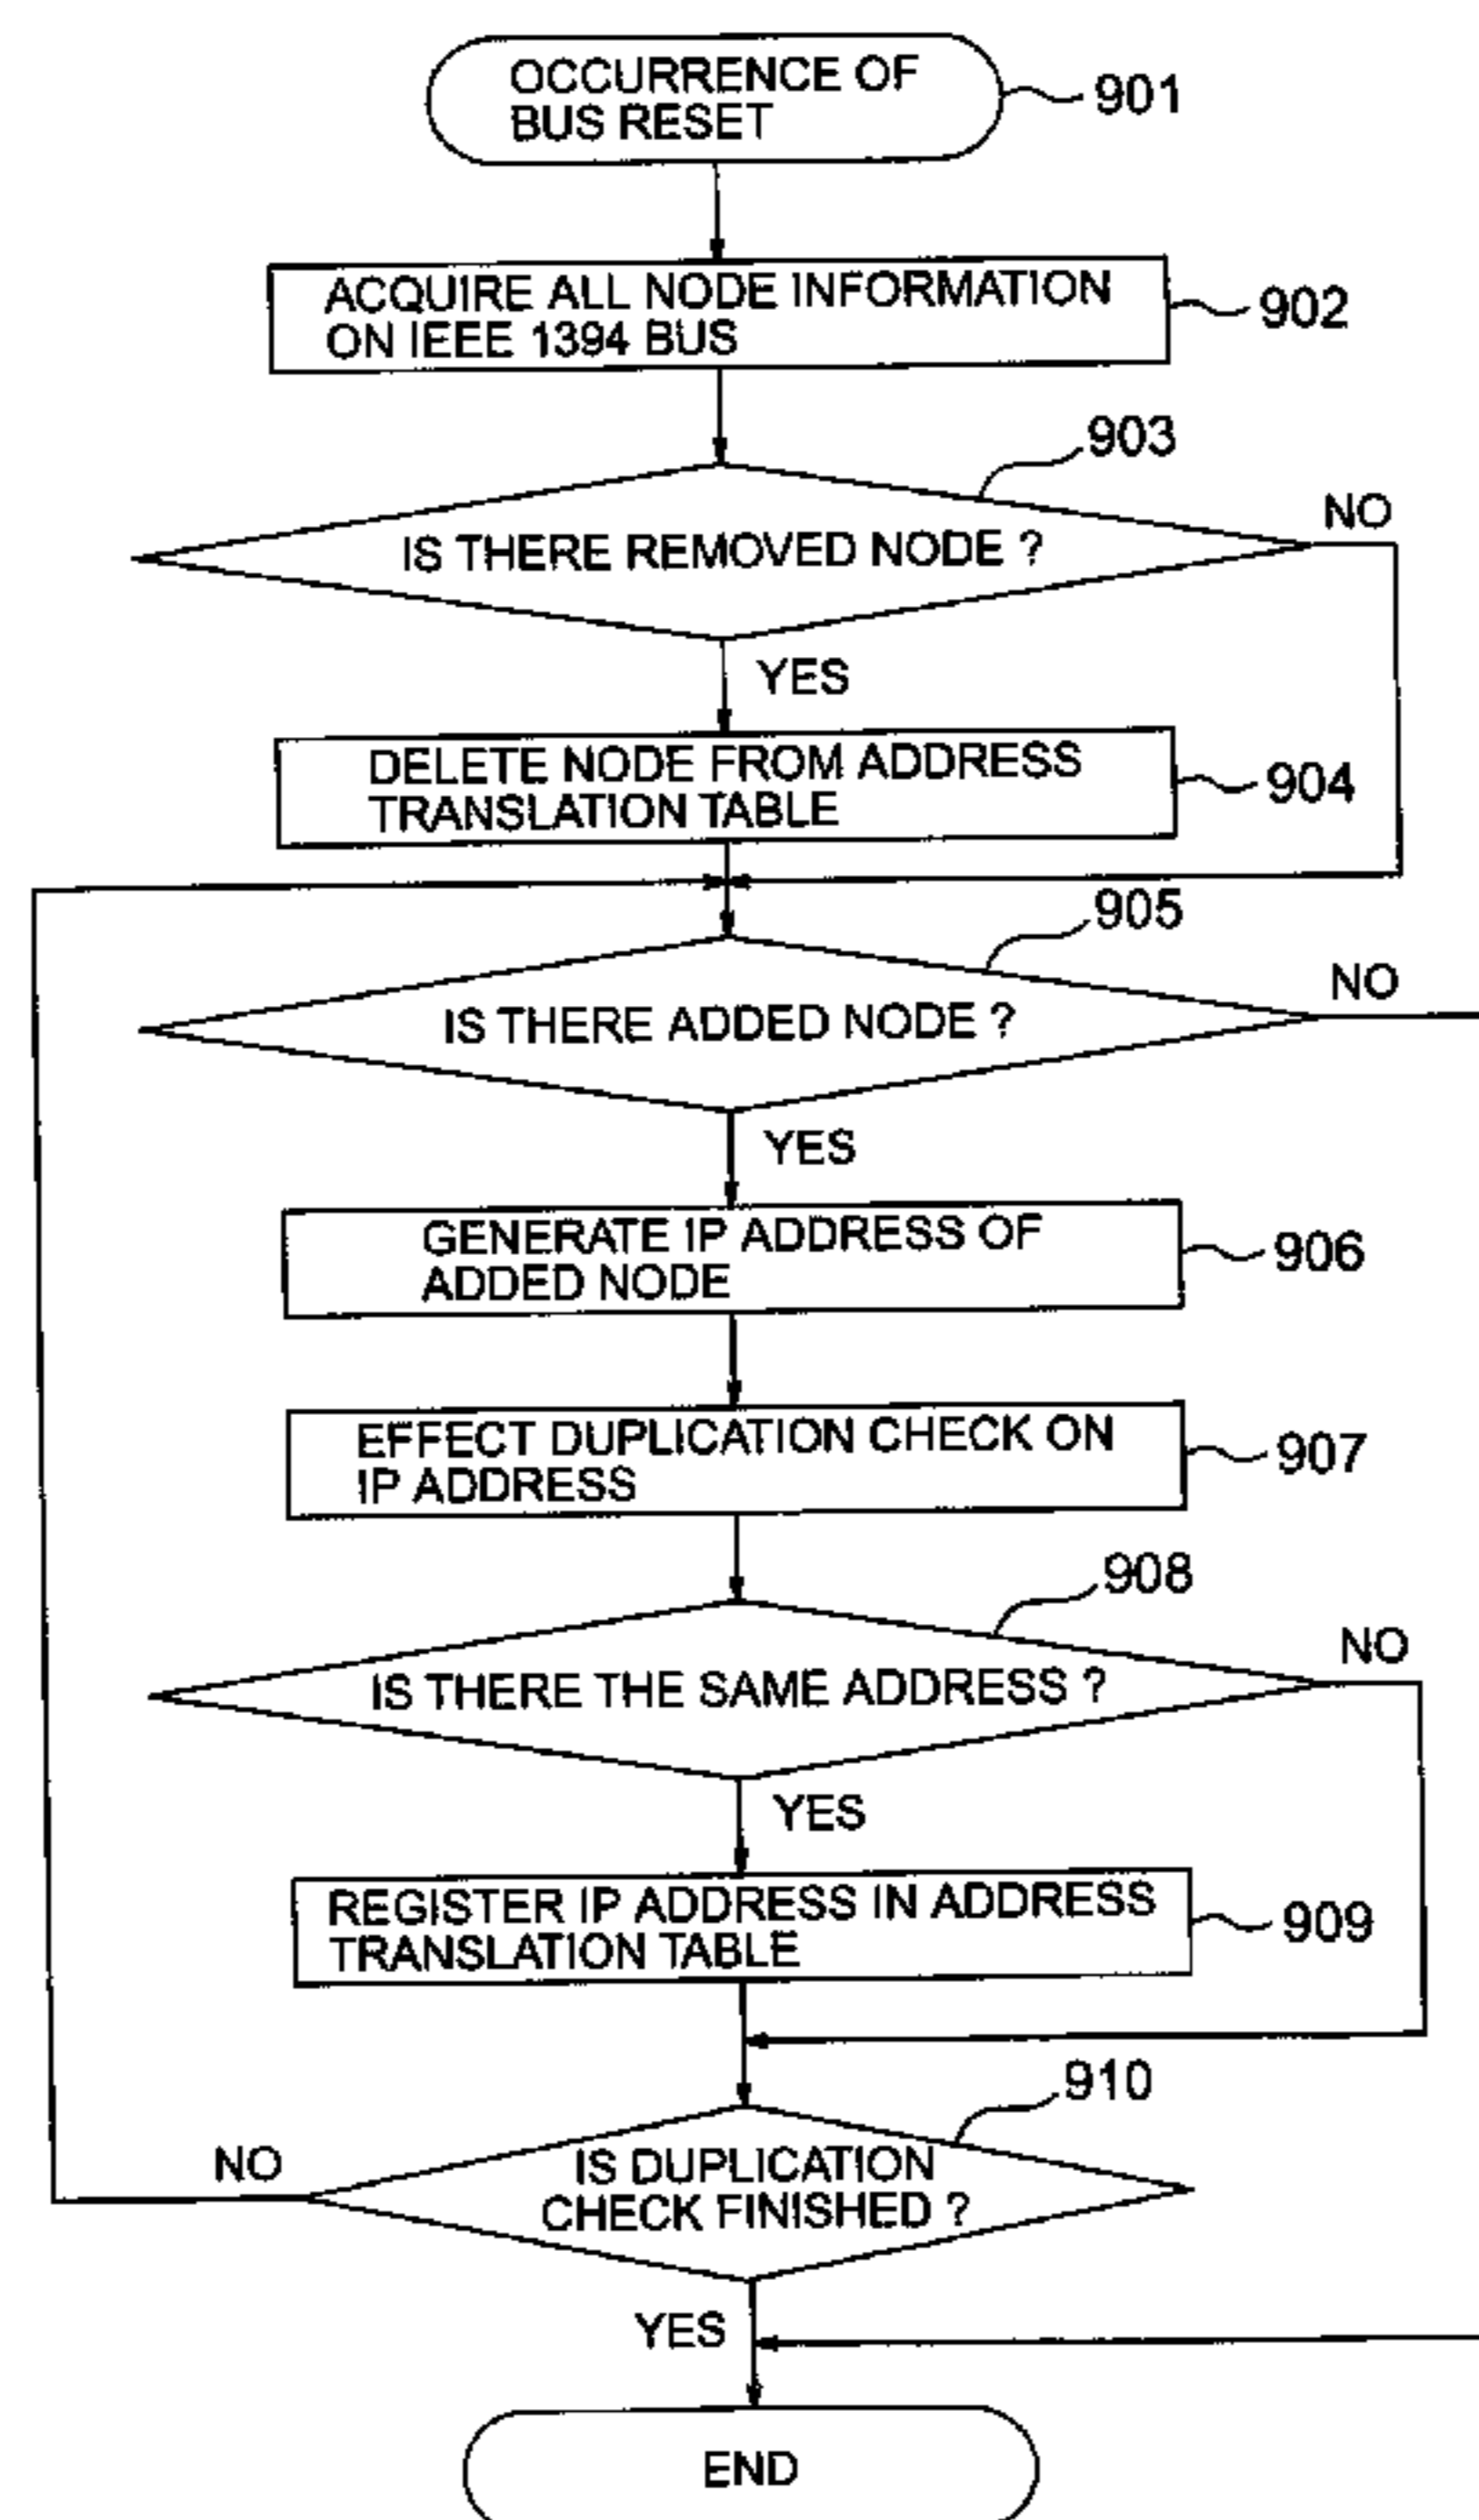 OCCURRENCE OF
BUS RESET
901
ACQUIRE ALL NODE INFORMATION
ON IEEE 1394 BUS
902
903
IS THERE REMOVED NODE ?
NO
YES
DELETE NODE FROM ADDRESS
TRANSLATION TABLE
904
905
IS THERE ADDED NODE ?
NO
YES
GENERATE IP ADDRESS OF
ADDED NODE
906
EFFECT DUPLICATION CHECK ON
IP ADDRESS
907
908
IS THERE THE SAME ADDRESS ?
NO
YES
REGISTER IP ADDRESS IN ADDRESS
TRANSLATION TABLE
909
910
NO
IS DUPLICATION
CHECK FINISHED ?
YES
END